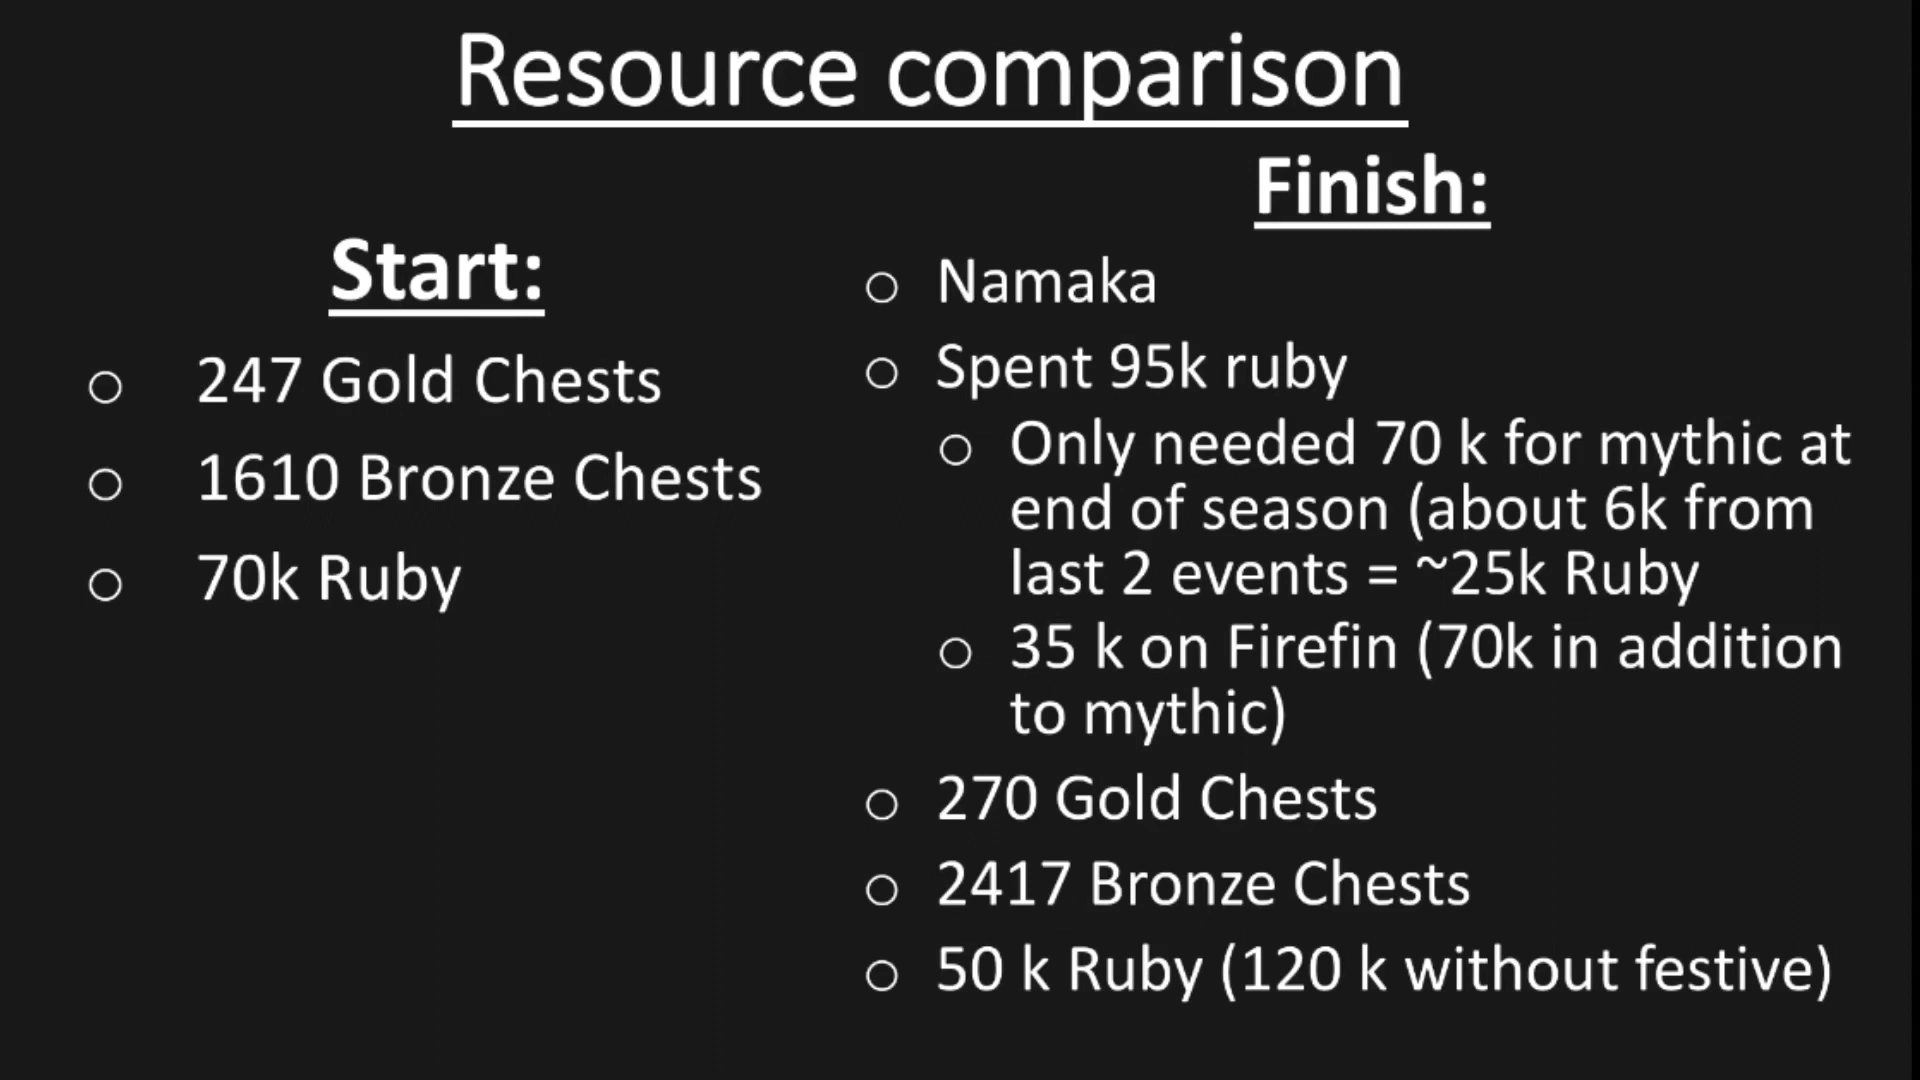 Resource comparison
Start:
247 Gold Chests
1610 Bronze Chests
70k Ruby
Finish:
Namaka
Spent 95k ruby
Only needed 70 k for mythic at
end of season (about 6k from
last 2 events = ~25k Ruby
35 k on Firefin (70k in addition
to mythic)
270 Gold Chests
2417 Bronze Chests
50 k Ruby (120 k without festive)